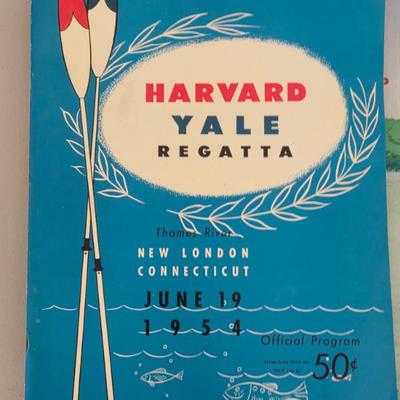 HARVARD
YALE
REGATTA
Thames River
NEW LONDON
CONNECTICUT
JUNE 19
1954
Official Program
50¢